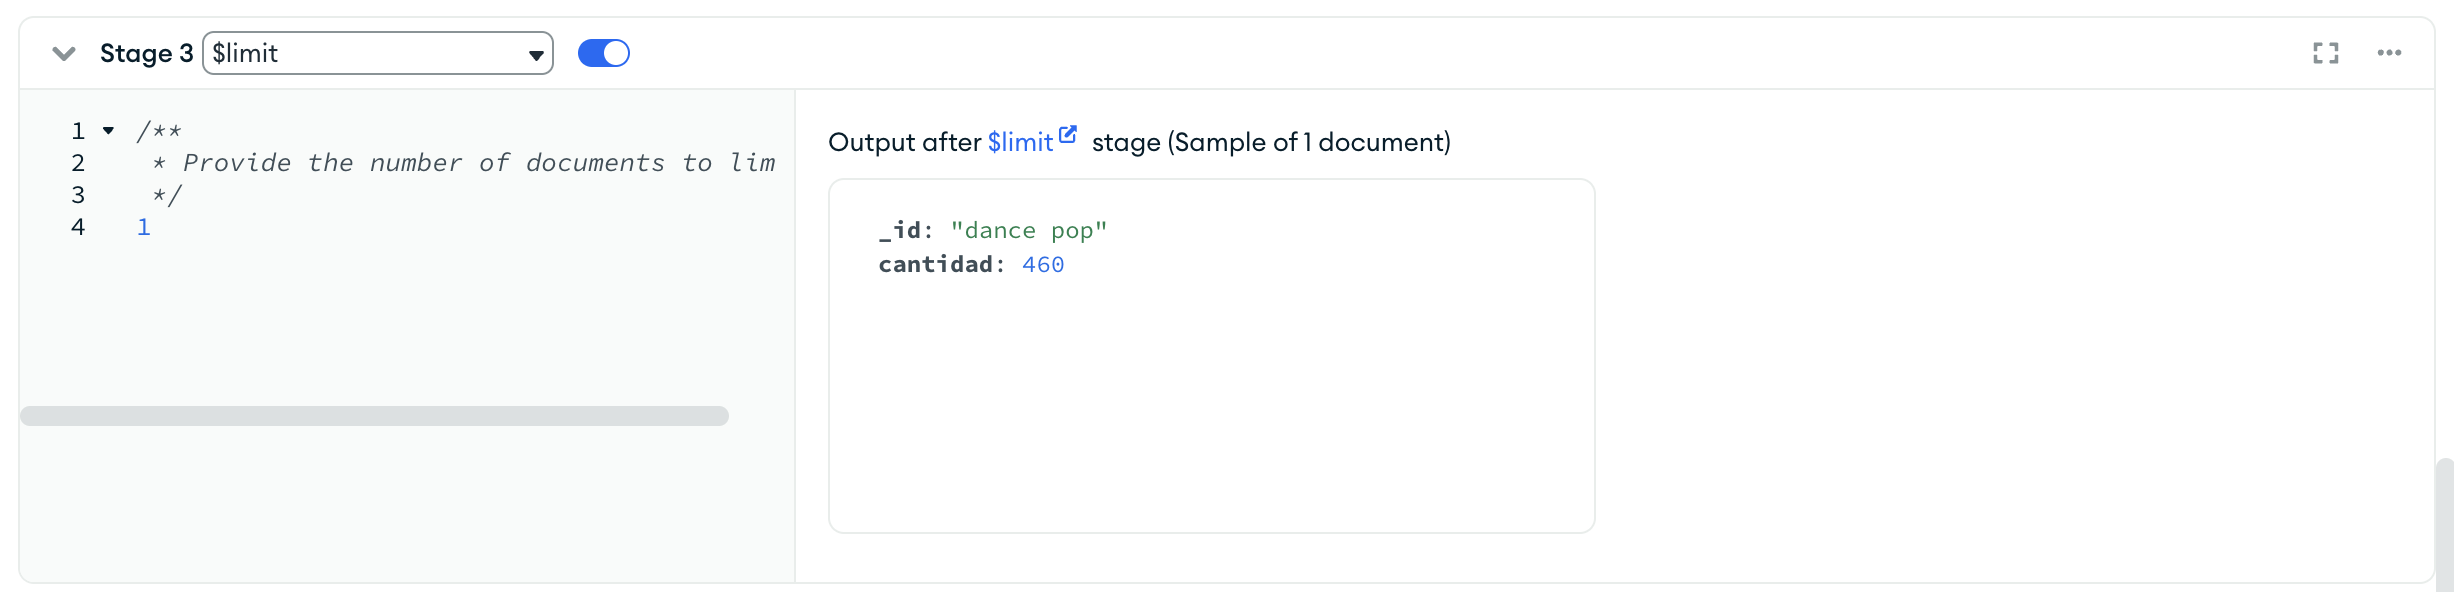 Stage 3 $limit
1 /**
2  * Provide the number of documents to lim
3  */
4 1
Output after $limit stage (Sample of 1 document)
_id: "dance pop"
cantidad: 460